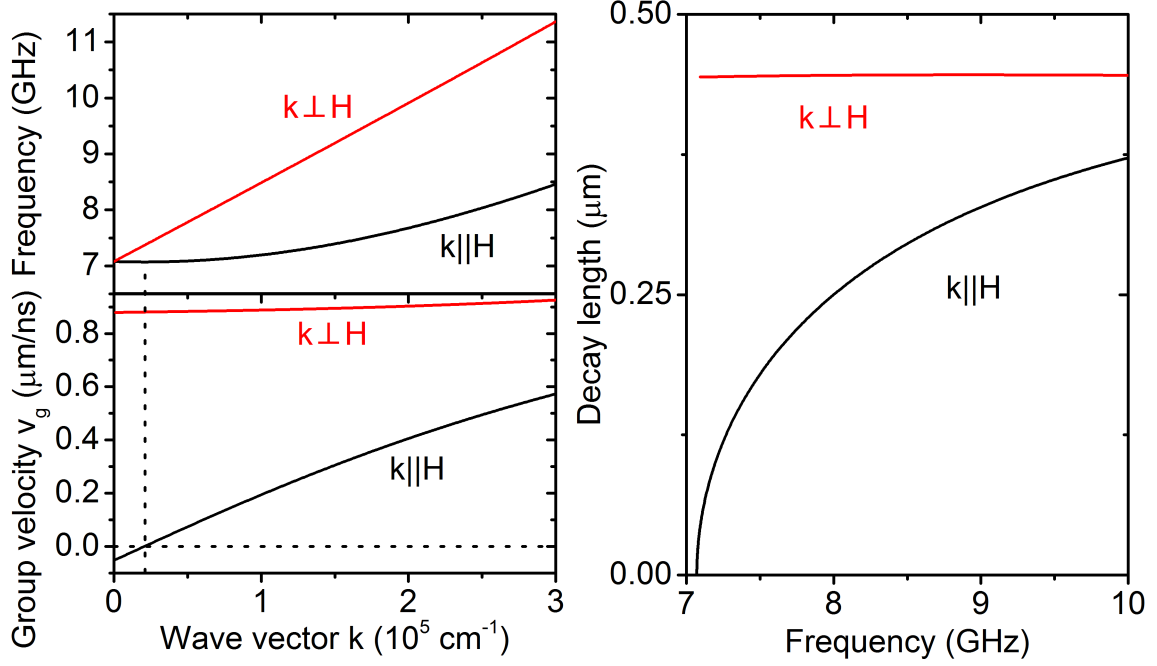 Frequency (GHz)
11
10
9
8
7
k⊥H
k||H
Group velocity v_g (μm/ns)
0.8
0.6
0.4
0.2
0.0
k⊥H
k||H
0 1 2 3
Wave vector k (10⁵ cm⁻¹)
Decay length (μm)
0.50
0.25
0.00
k⊥H
k||H
7 8 9 10
Frequency (GHz)